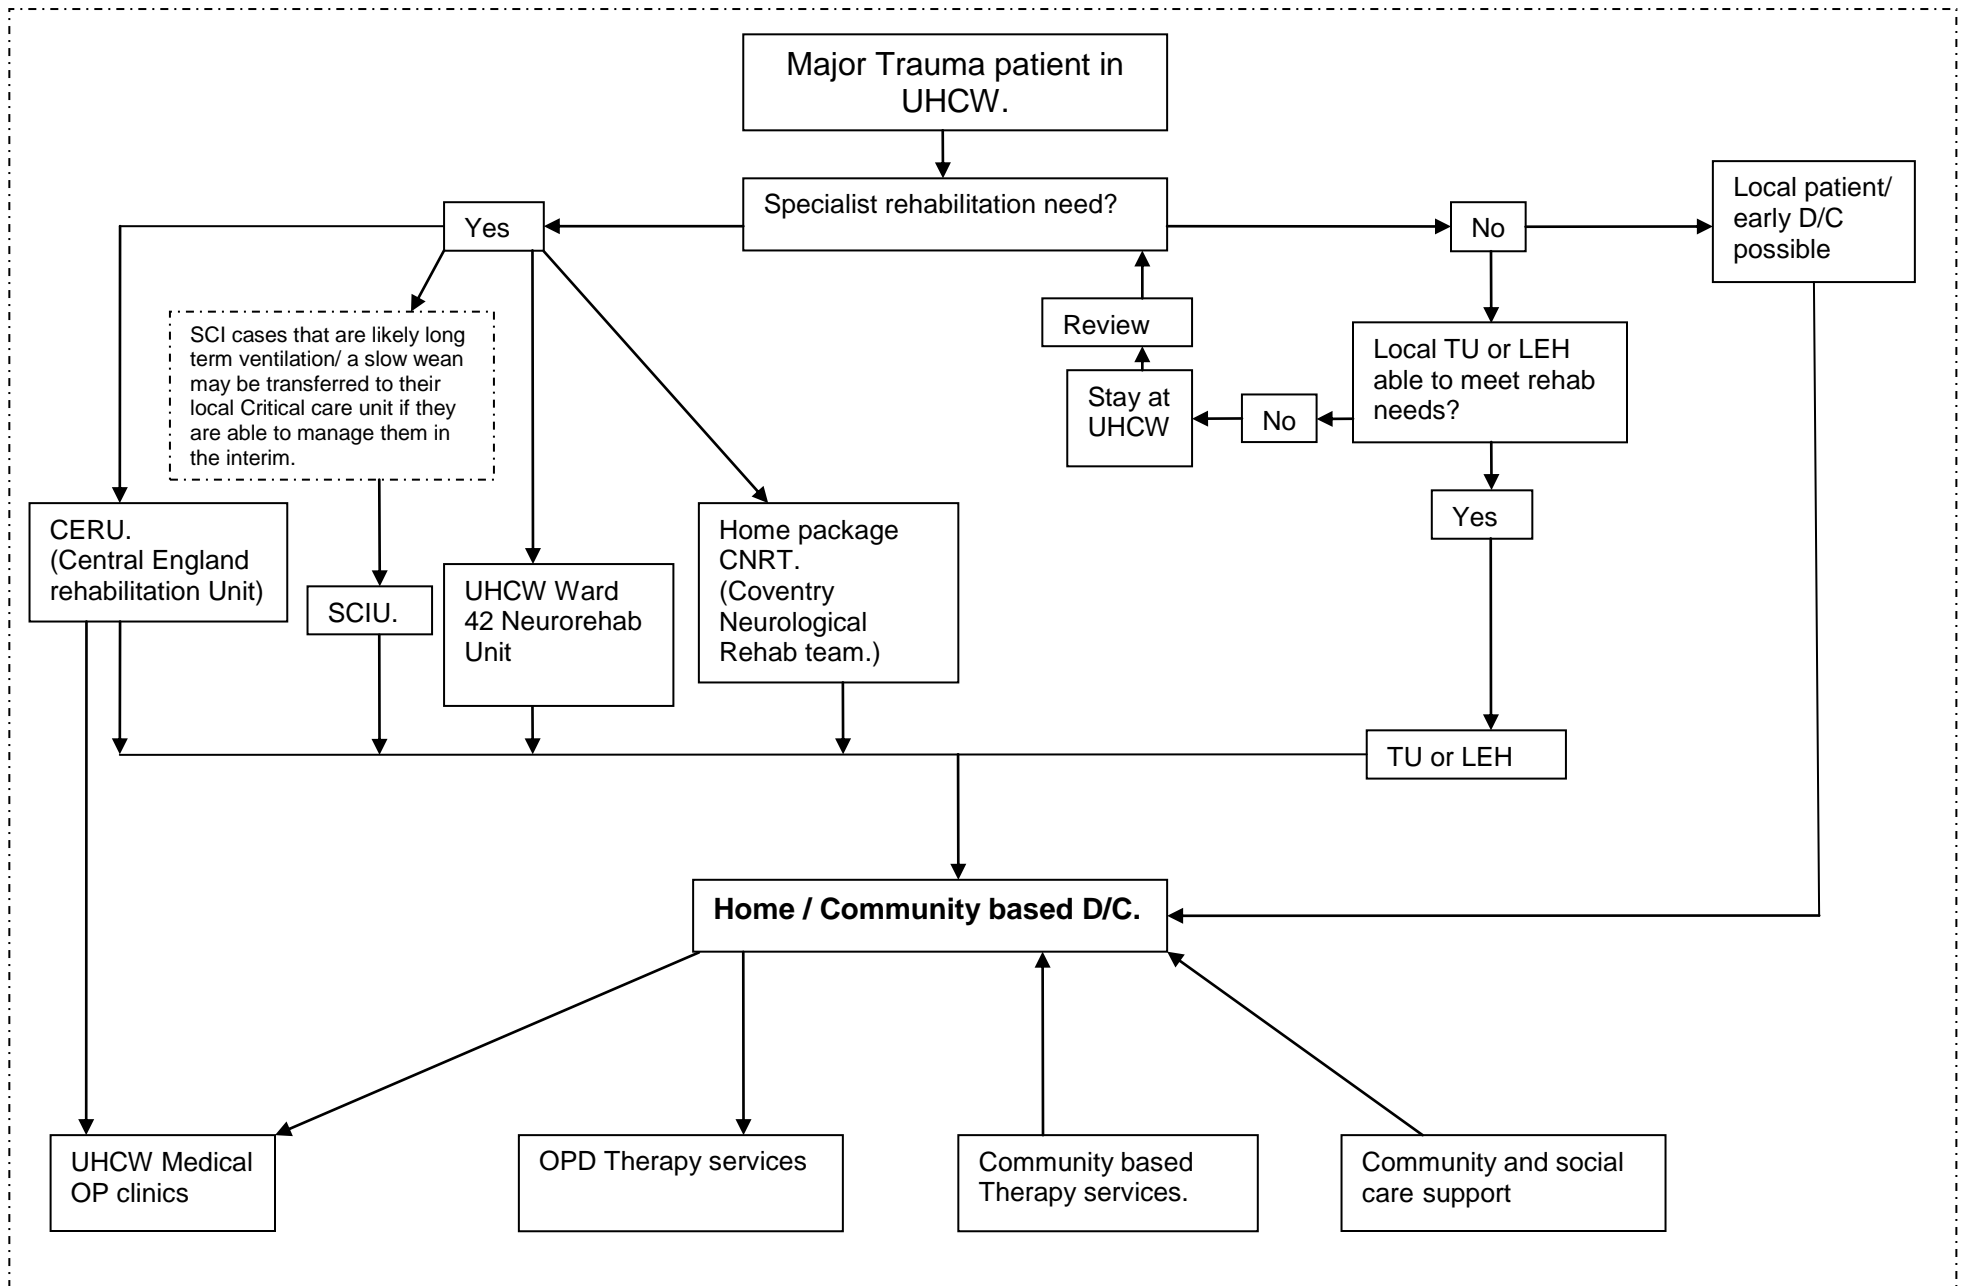 Major Trauma patient in
UHCW.
Specialist rehabilitation need?
Yes
No
Local patient/
early D/C
possible
SCI cases that are likely long
term ventilation/ a slow wean
may be transferred to their
local Critical care unit if they
are able to manage them in
the interim.
Review
Local TU or LEH
able to meet rehab
needs?
Stay at
UHCW
No
Yes
CERU.
(Central England
rehabilitation Unit)
SCIU.
UHCW Ward
42 Neurorehab
Unit
Home package
CNRT.
(Coventry
Neurological
Rehab team.)
TU or LEH
Home / Community based D/C.
UHCW Medical
OP clinics
OPD Therapy services
Community based
Therapy services.
Community and social
care support